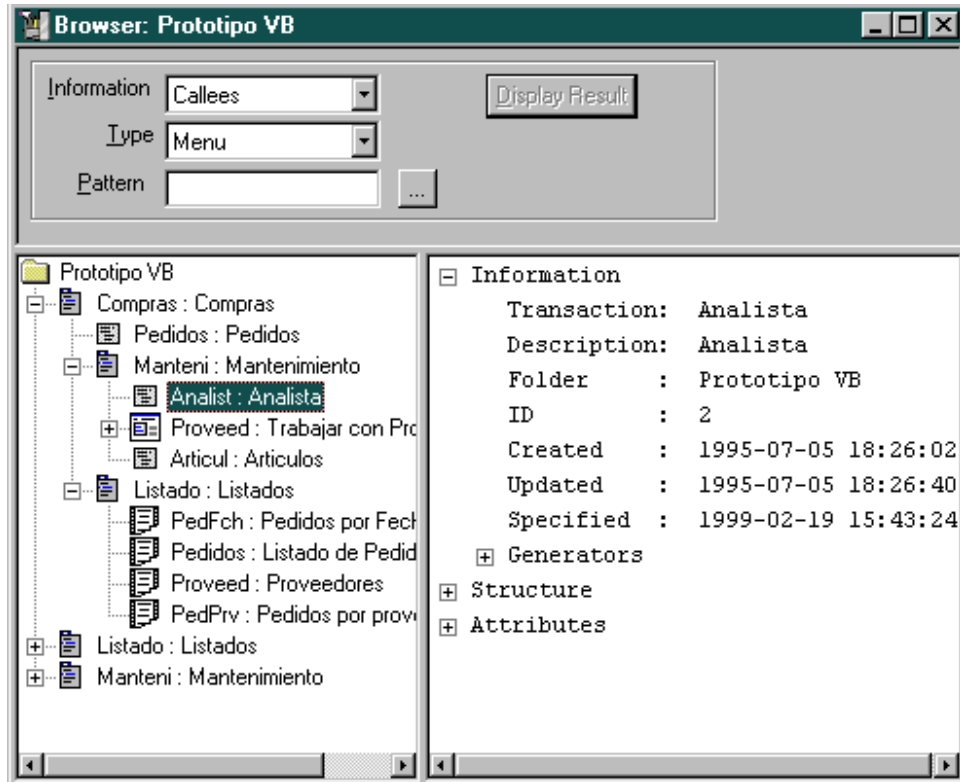 Browser: Prototipo VB
Information Callees Display Result
Type Menu
Pattern ...
Prototipo VB
Compras : Compras
Pedidos : Pedidos
Manteni : Mantenimiento
Analist : Analista
Proveed : Trabajar con Pro
Articul : Articulos
Listado : Listados
PedFch : Pedidos por Fech
Pedidos : Listado de Pedid
Proveed : Proveedores
PedPrv : Pedidos por prove
Listado : Listados
Manteni : Mantenimiento
Information
Transaction: Analista
Description: Analista
Folder : Prototipo VB
ID : 2
Created : 1995-07-05 18:26:02
Updated : 1995-07-05 18:26:40
Specified : 1999-02-19 15:43:24
Generators
Structure
Attributes